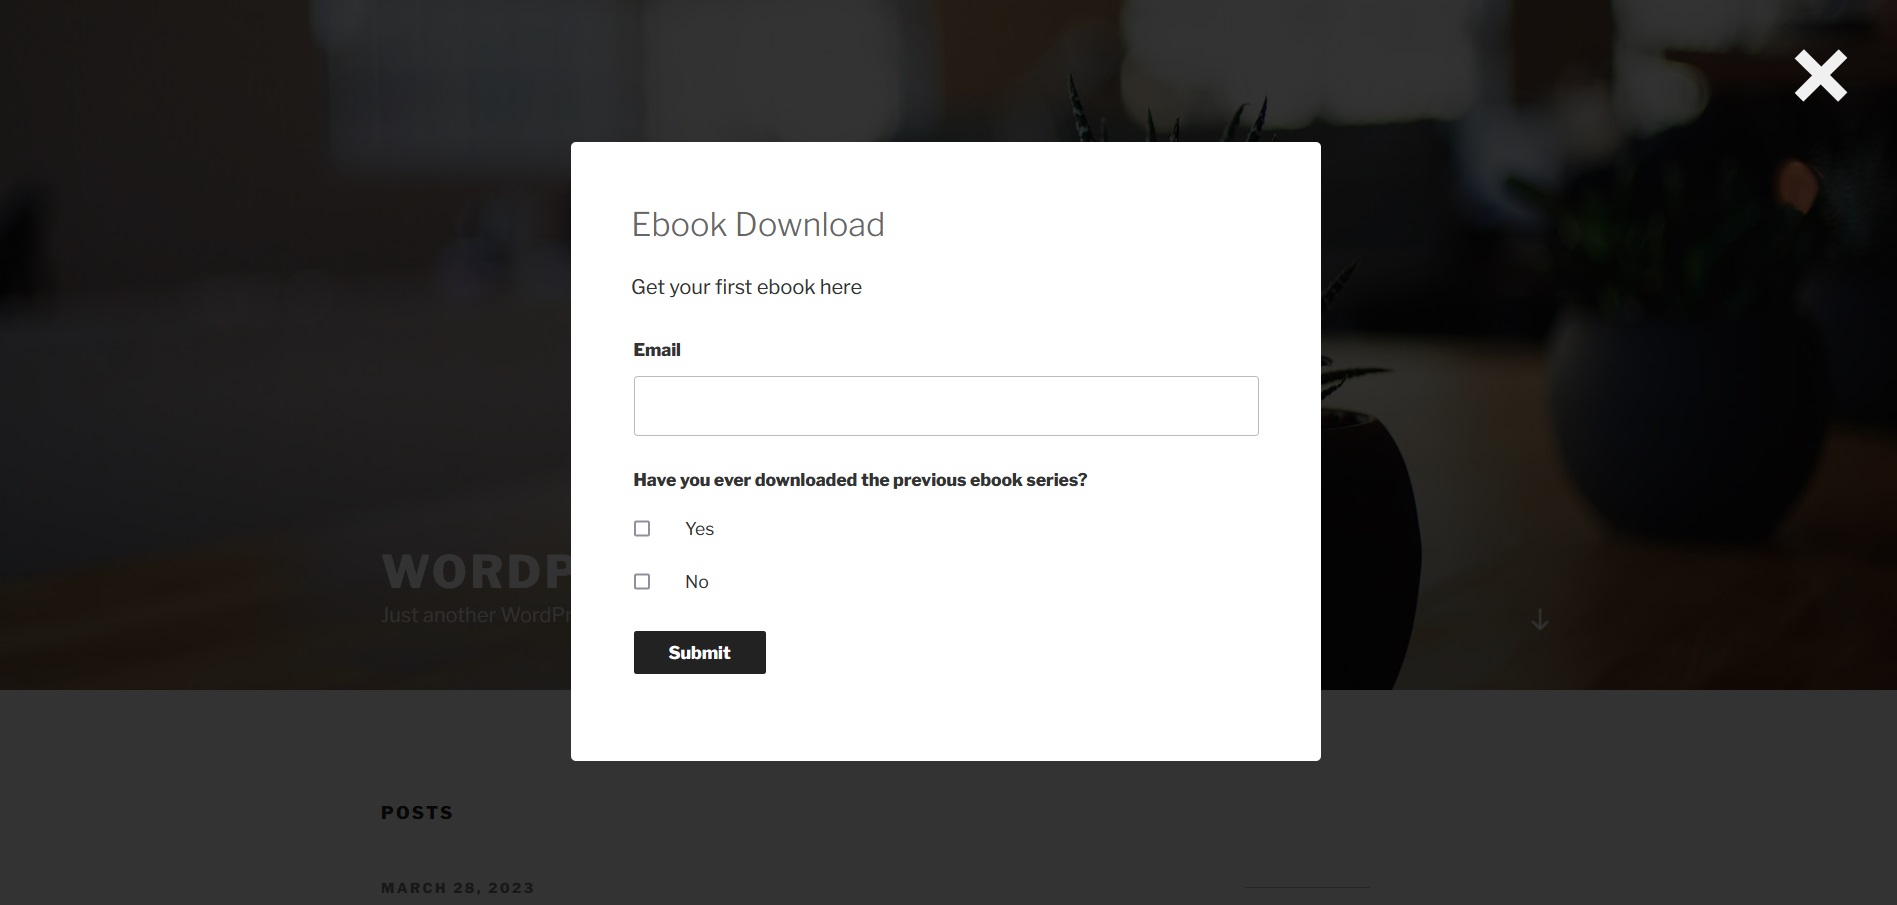 Ebook Download
Get your first ebook here
Email
Have you ever downloaded the previous ebook series?
Yes
No
Submit
WORDP
Just another WordPr
POSTS
MARCH 28, 2023